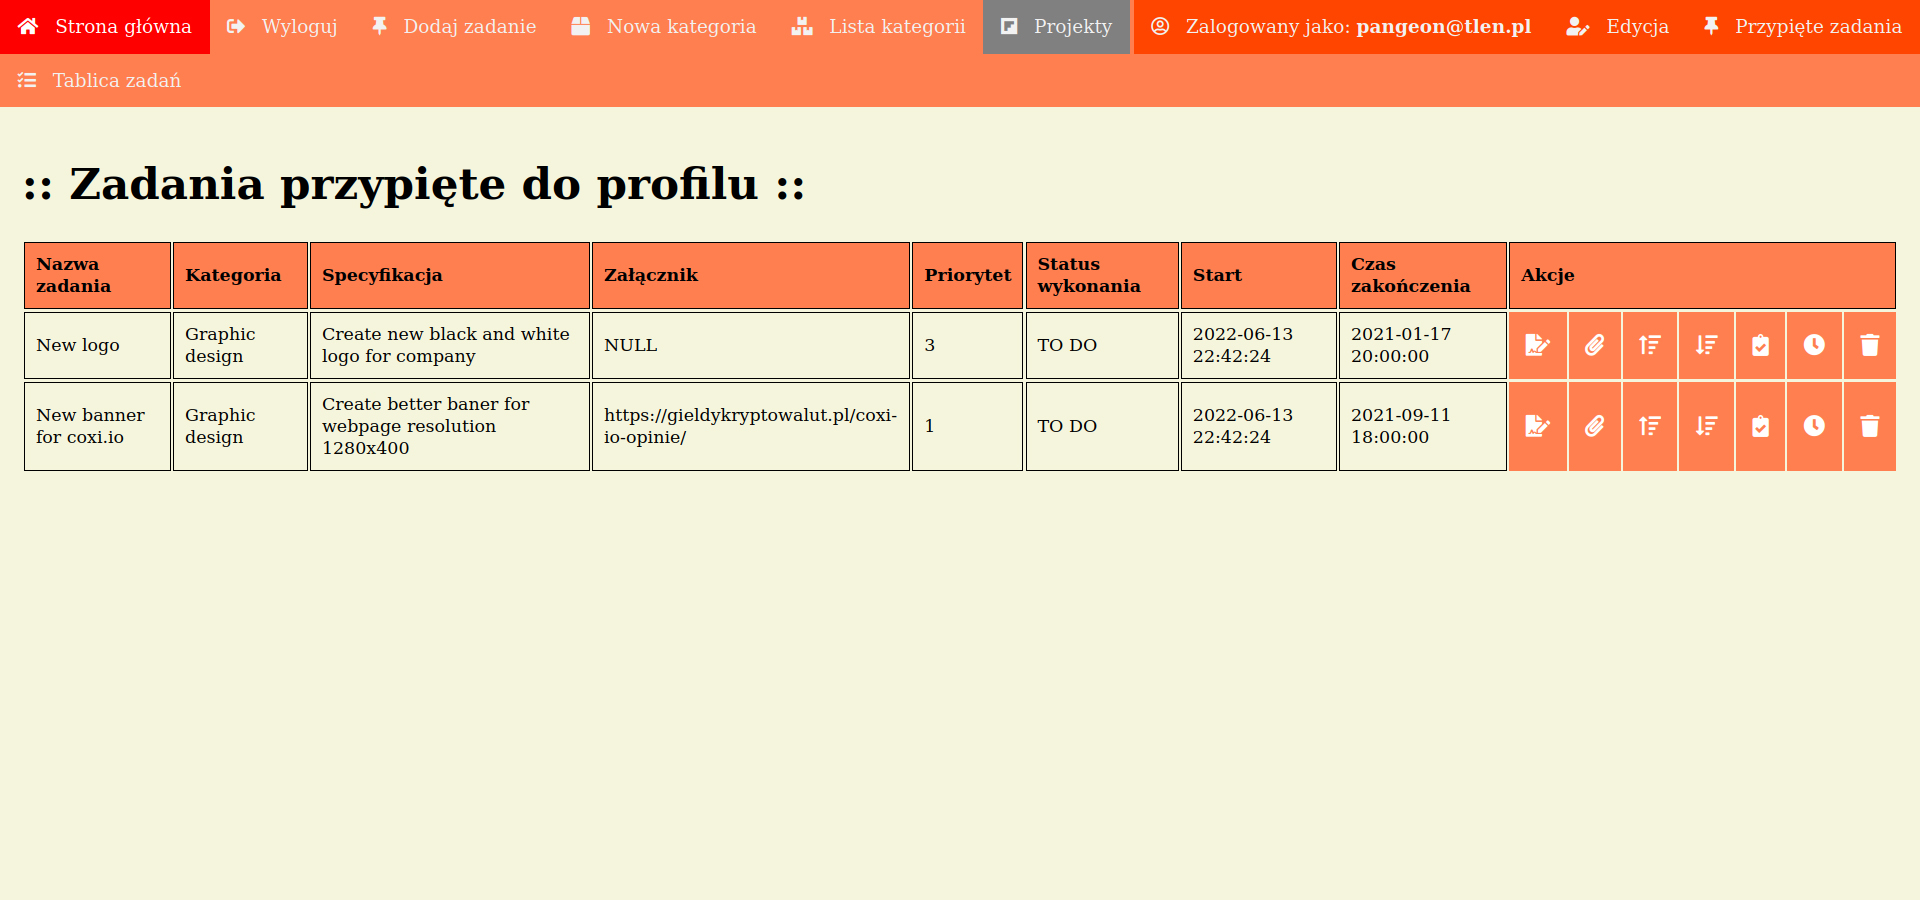 Strona główna Wyloguj Dodaj zadanie Nowa kategoria Lista kategorii Projekty Zalogowany jako: pangeon@tlen.pl Edycja Przypięte zadania
Tablica zadań
:: Zadania przypięte do profilu ::
Nazwa zadania Kategoria Specyfikacja Załącznik Priorytet Status wykonania Start Czas zakończenia Akcje
New logo Graphic design Create new black and white logo for company NULL 3 TO DO 2022-06-13 22:42:24 2021-01-17 20:00:00
New banner for coxi.io Graphic design Create better baner for webpage resolution 1280x400 https://gieldykryptowalut.pl/coxi-io-opinie/ 1 TO DO 2022-06-13 22:42:24 2021-09-11 18:00:00